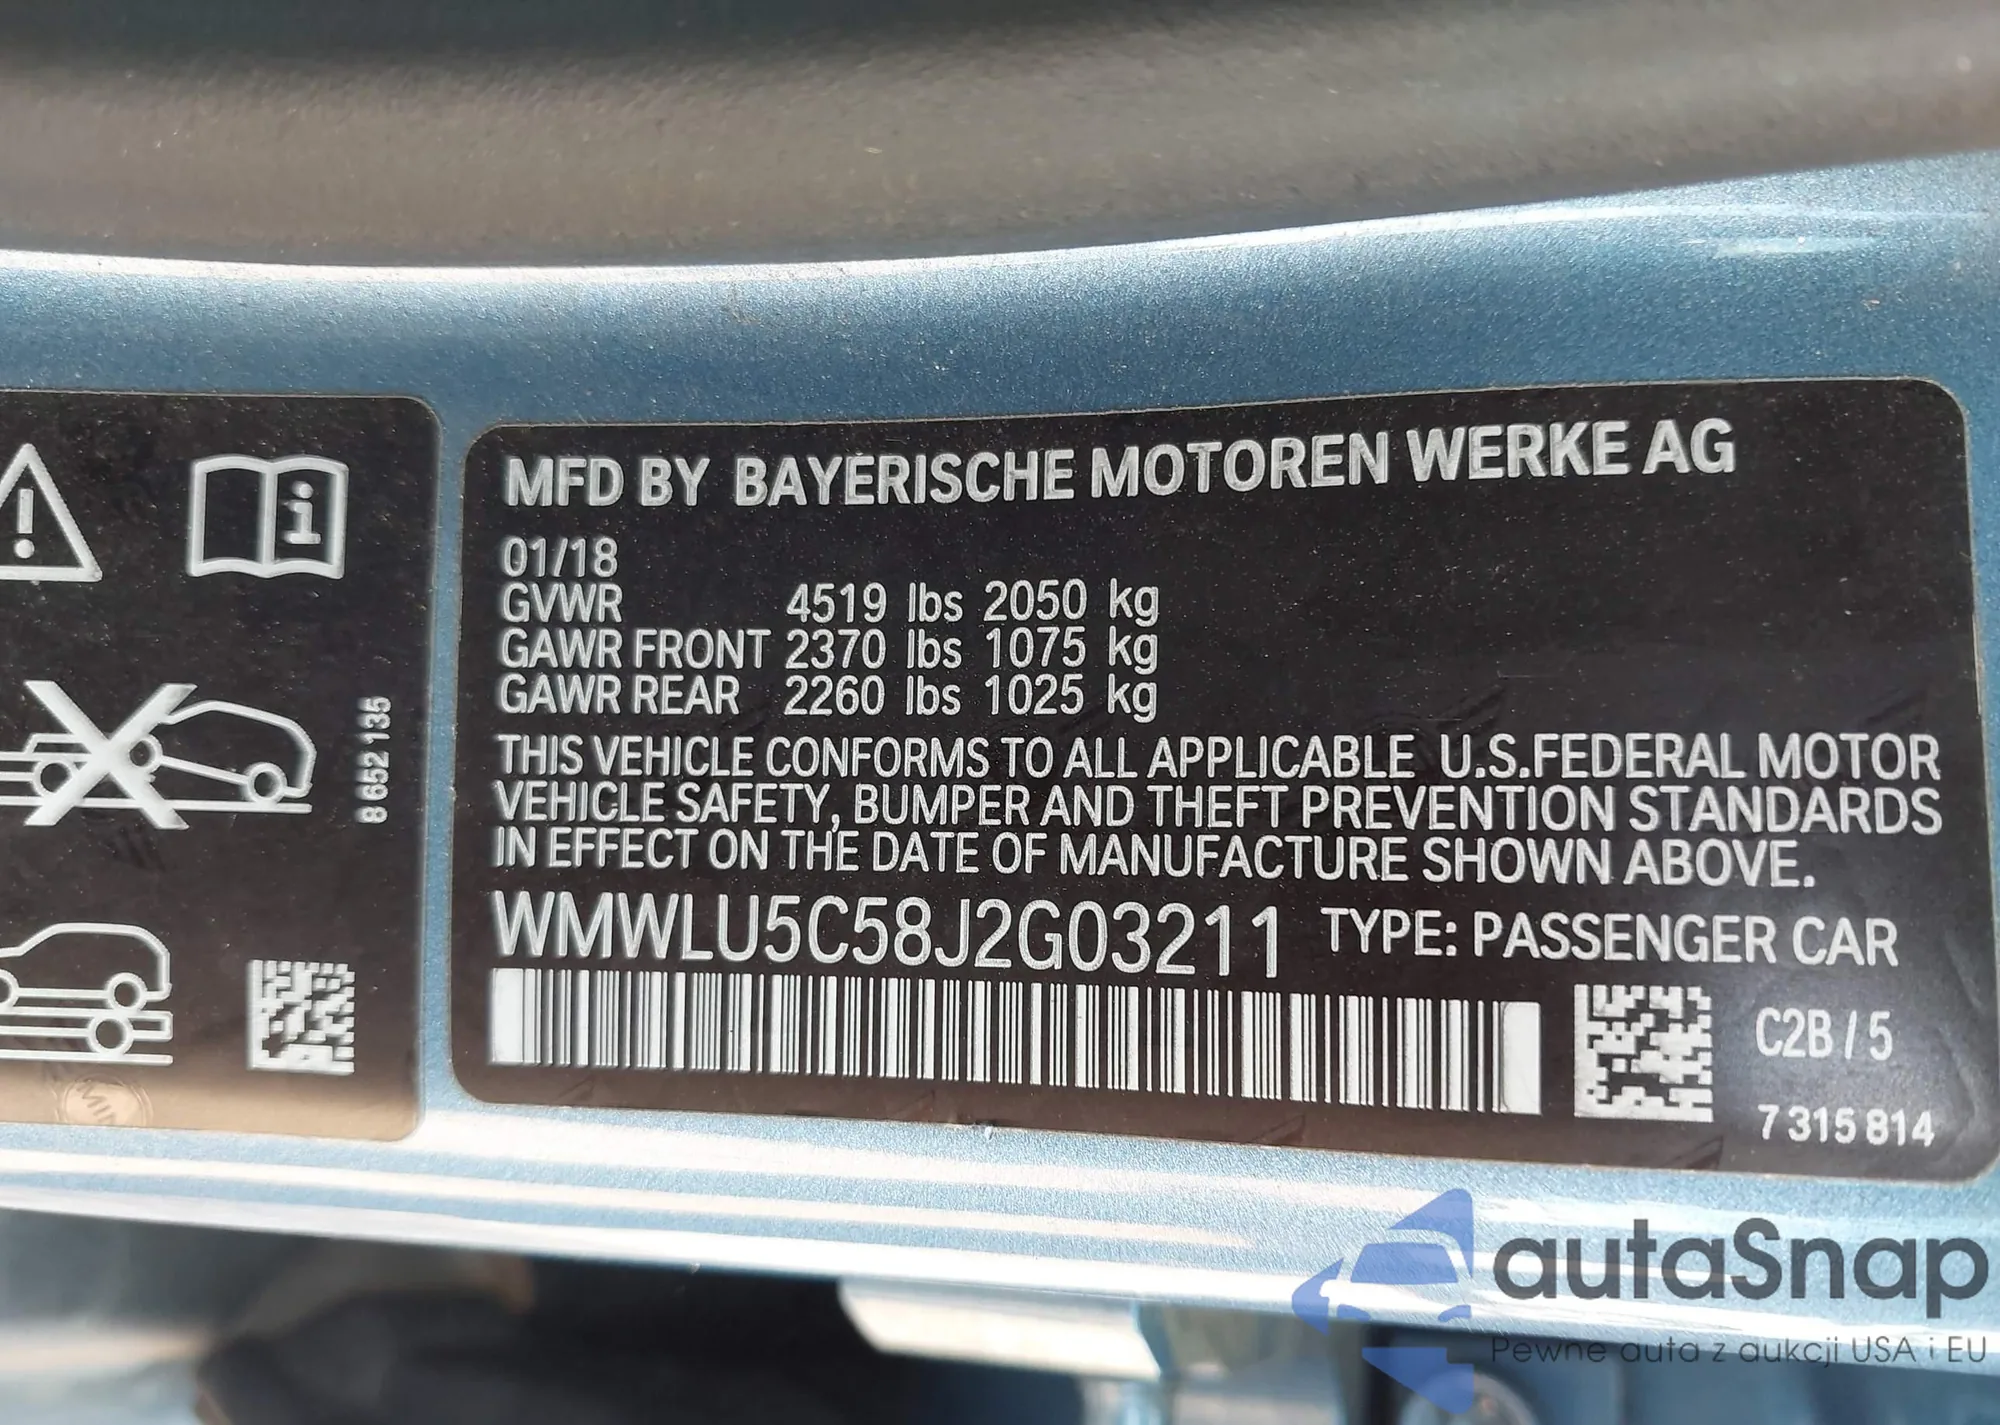 MFD BY BAYERISCHE MOTOREN WERKE AG
01/18
GVWR 4519 lbs 2050 kg
GAWR FRONT 2370 lbs 1075 kg
GAWR REAR 2260 lbs 1025 kg
THIS VEHICLE CONFORMS TO ALL APPLICABLE U.S.FEDERAL MOTOR
VEHICLE SAFETY, BUMPER AND THEFT PREVENTION STANDARDS
IN EFFECT ON THE DATE OF MANUFACTURE SHOWN ABOVE.
WMWLU5C58J2G03211 TYPE: PASSENGER CAR
C2B / 5
7 315 814
8 652 135
MINI
autaSnap
Pewne auta z aukcji USA i EU